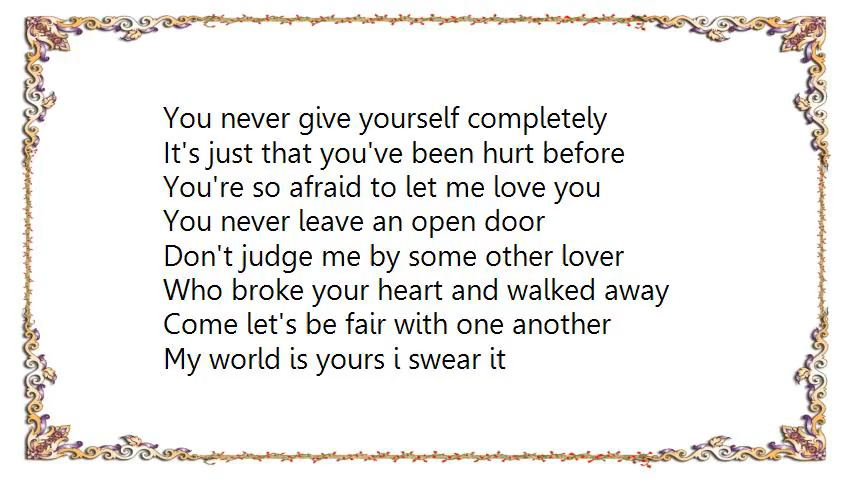 You never give yourself completely
It's just that you've been hurt before
You're so afraid to let me love you
You never leave an open door
Don't judge me by some other lover
Who broke your heart and walked away
Come let's be fair with one another
My world is yours i swear it